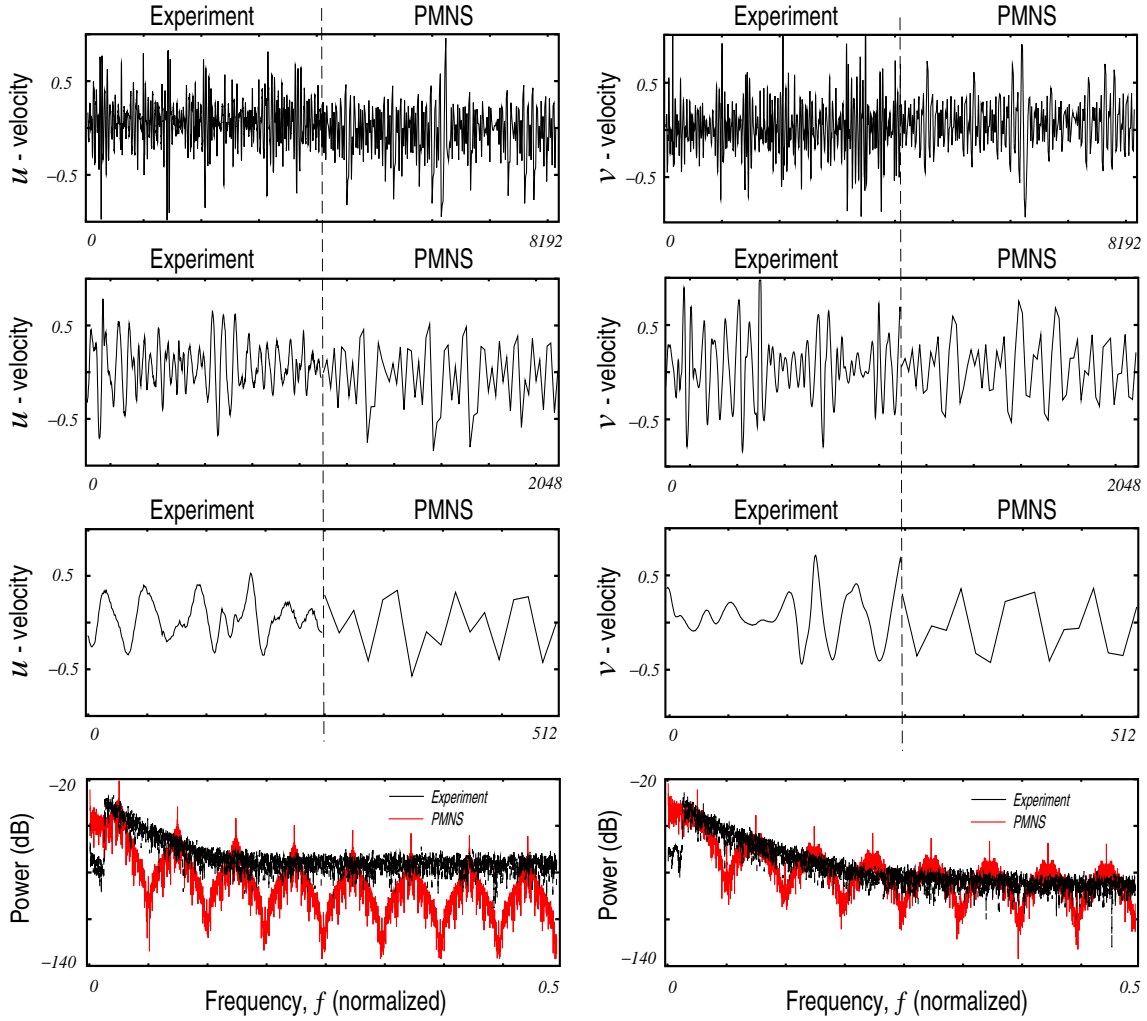 Experiment PMNS
u - velocity
0.5
−0.5
0 8192
Experiment PMNS
v - velocity
0.5
−0.5
0 8192
Experiment PMNS
u - velocity
0.5
−0.5
0 2048
Experiment PMNS
v - velocity
0.5
−0.5
0 2048
Experiment PMNS
u - velocity
0.5
−0.5
0 512
Experiment PMNS
v - velocity
0.5
−0.5
0 512
Power (dB)
−20
−140
Experiment
PMNS
0 0.5
Frequency, f (normalized)
Power (dB)
−20
−140
Experiment
PMNS
0 0.5
Frequency, f (normalized)